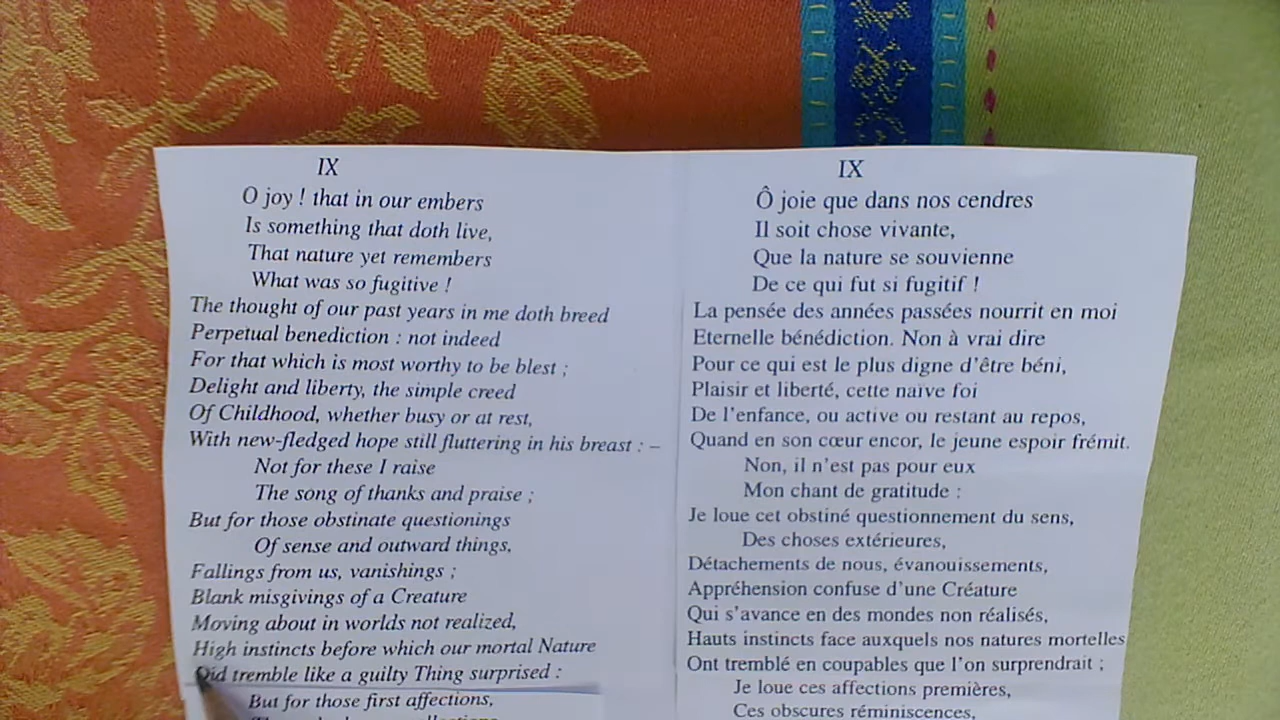 IX
O joy ! that in our embers
Is something that doth live,
That nature yet remembers
What was so fugitive !
The thought of our past years in me doth breed
Perpetual benediction : not indeed
For that which is most worthy to be blest ;
Delight and liberty, the simple creed
Of Childhood, whether busy or at rest,
With new-fledged hope still fluttering in his breast : –
Not for these I raise
The song of thanks and praise ;
But for those obstinate questionings
Of sense and outward things,
Fallings from us, vanishings ;
Blank misgivings of a Creature
Moving about in worlds not realized,
High instincts before which our mortal Nature
Did tremble like a guilty Thing surprised :
But for those first affections,
IX
Ô joie que dans nos cendres
Il soit chose vivante,
Que la nature se souvienne
De ce qui fut si fugitif !
La pensée des années passées nourrit en moi
Eternelle bénédiction. Non à vrai dire
Pour ce qui est le plus digne d’être béni,
Plaisir et liberté, cette naïve foi
De l’enfance, ou active ou restant au repos,
Quand en son cœur encor, le jeune espoir frémit.
Non, il n’est pas pour eux
Mon chant de gratitude :
Je loue cet obstiné questionnement du sens,
Des choses extérieures,
Détachements de nous, évanouissements,
Appréhension confuse d’une Créature
Qui s’avance en des mondes non réalisés,
Hauts instincts face auxquels nos natures mortelles
Ont tremblé en coupables que l’on surprendrait ;
Je loue ces affections premières,
Ces obscures réminiscences,